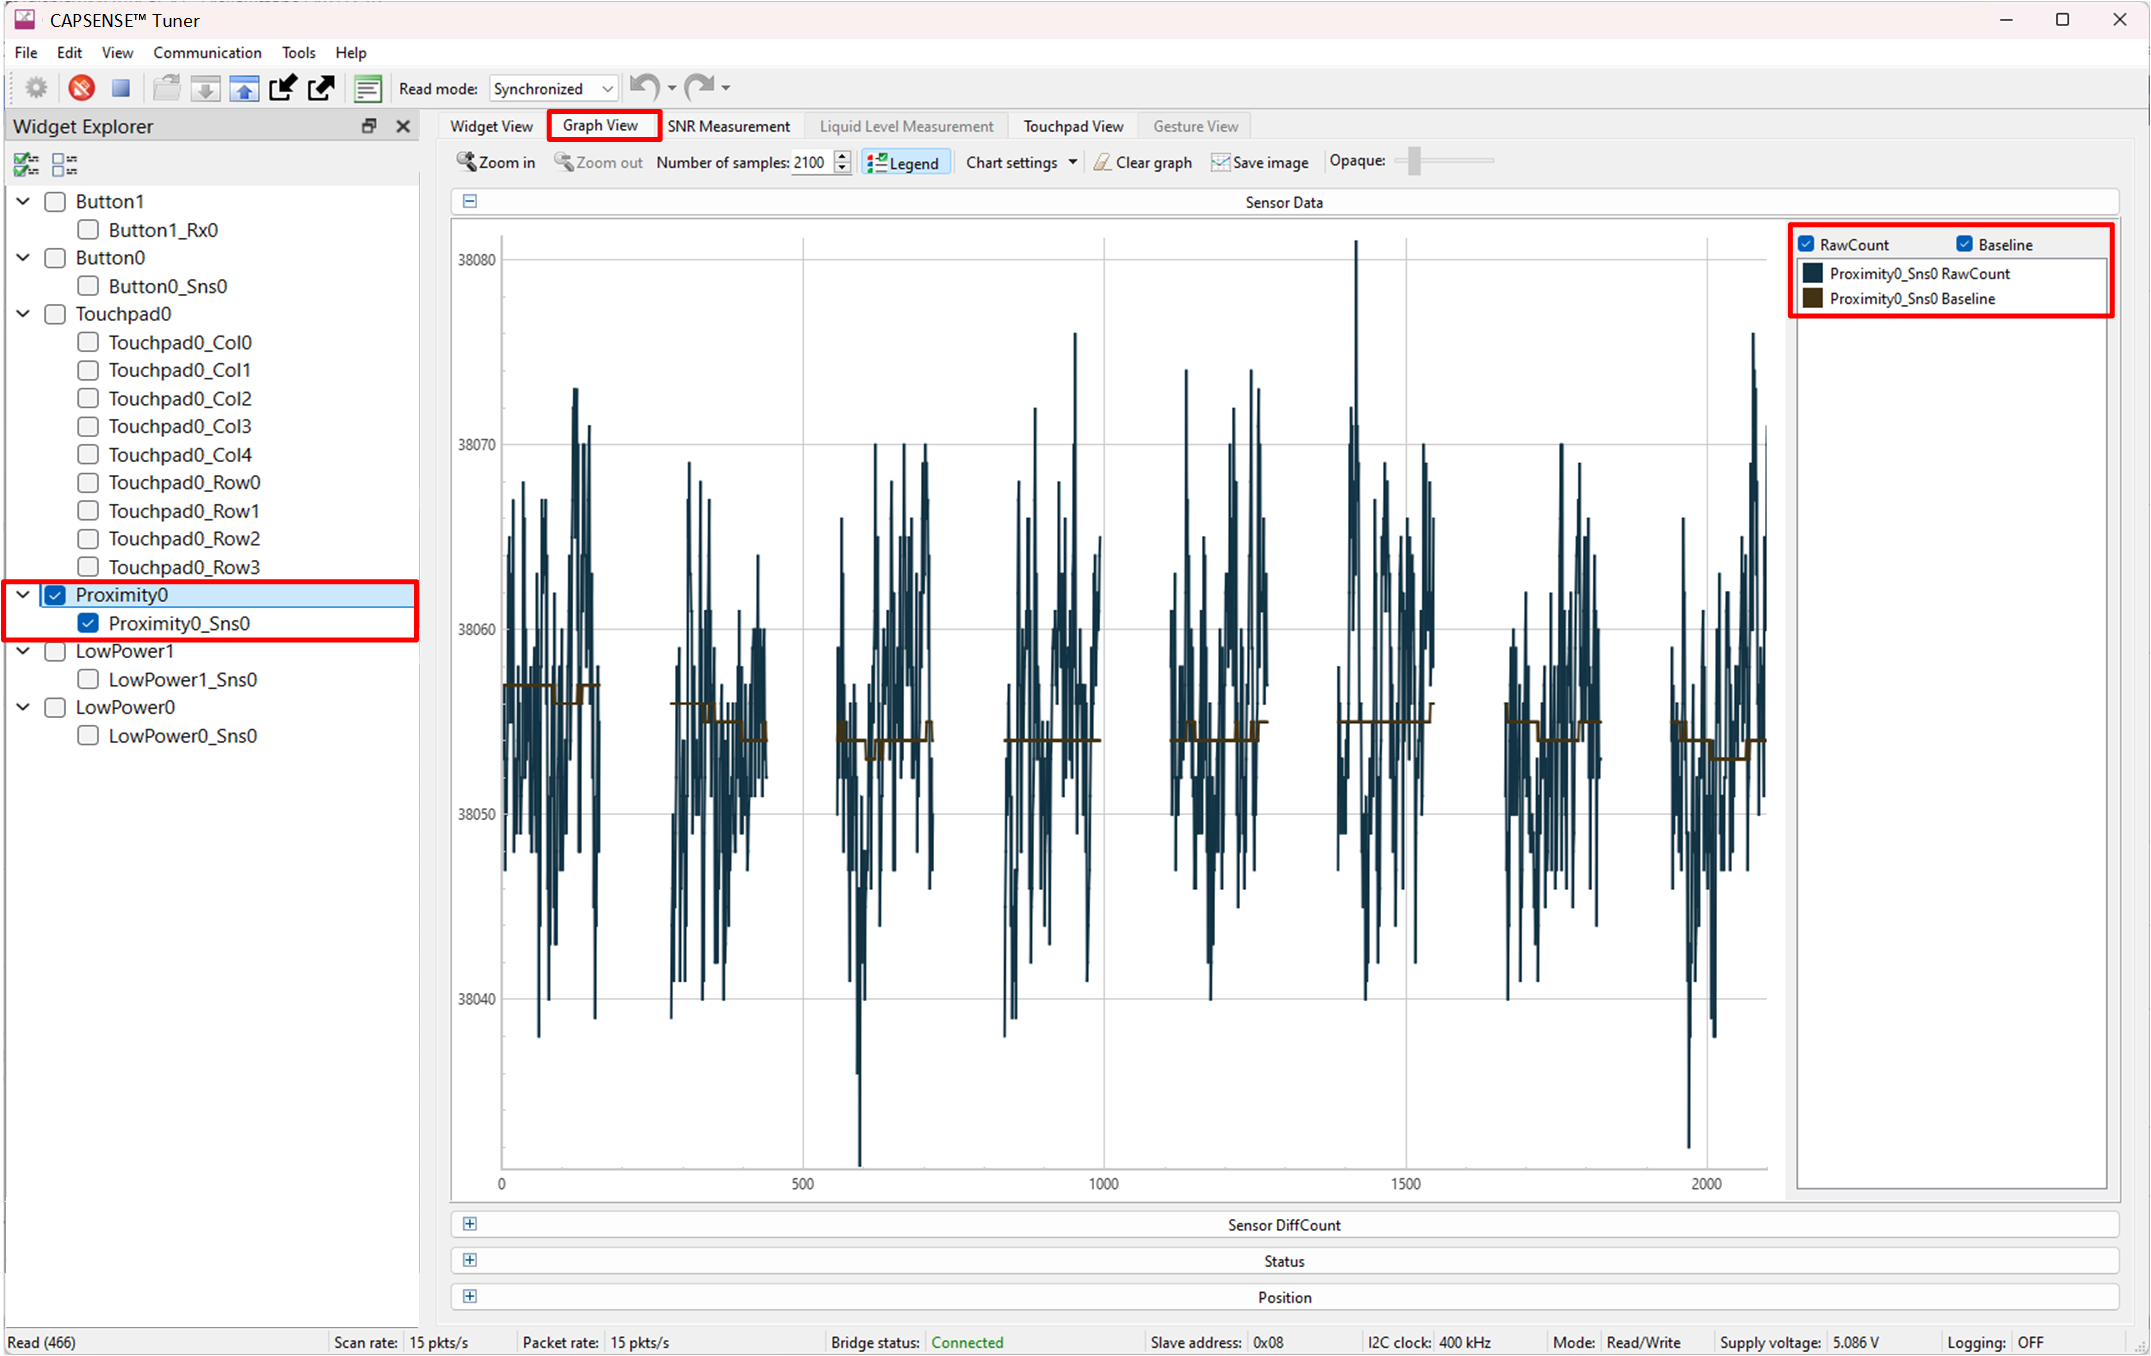 CAPSENSE™ Tuner
File Edit View Communication Tools Help
Read mode: Synchronized
Widget Explorer
Button1
Button1_Rx0
Button0
Button0_Sns0
Touchpad0
Touchpad0_Col0
Touchpad0_Col1
Touchpad0_Col2
Touchpad0_Col3
Touchpad0_Col4
Touchpad0_Row0
Touchpad0_Row1
Touchpad0_Row2
Touchpad0_Row3
Proximity0
Proximity0_Sns0
LowPower1
LowPower1_Sns0
LowPower0
LowPower0_Sns0
Widget View Graph View SNR Measurement Liquid Level Measurement Touchpad View Gesture View
Zoom in Zoom out Number of samples: 2100 Legend Chart settings Clear graph Save image Opaque:
Sensor Data
38080
38070
38060
38050
38040
0 500 1000 1500 2000
RawCount Baseline
Proximity0_Sns0 RawCount
Proximity0_Sns0 Baseline
Sensor DiffCount
Status
Position
Read (466) Scan rate: 15 pkts/s Packet rate: 15 pkts/s Bridge status: Connected Slave address: 0x08 I2C clock: 400 kHz Mode: Read/Write Supply voltage: 5.086 V Logging: OFF